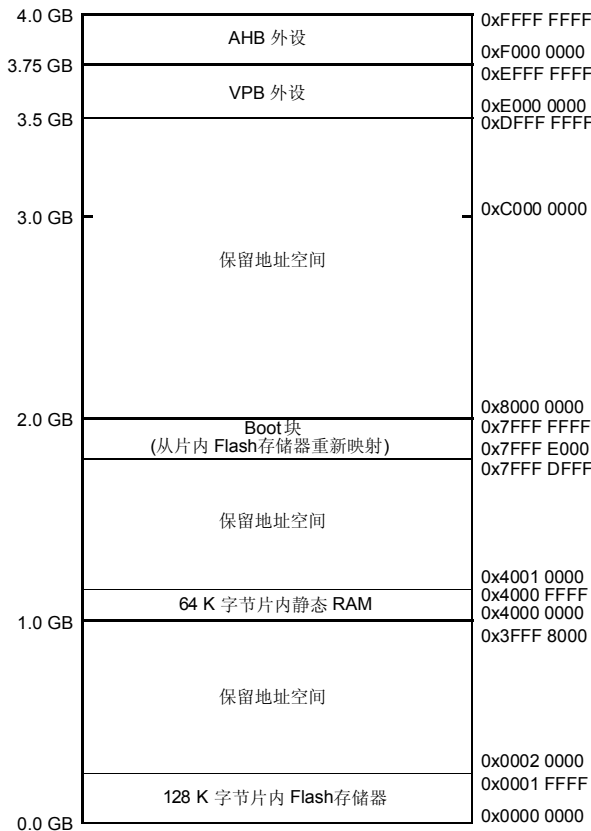 4.0 GB
0xFFFF FFFF
AHB 外设
0xF000 0000
3.75 GB
0xEFFF FFFF
VPB 外设
0xE000 0000
3.5 GB
0xDFFF FFFF
3.0 GB
0xC000 0000
保留地址空间
0x8000 0000
2.0 GB
Boot块
0x7FFF FFFF
(从片内 Flash存储器重新映射)
0x7FFF E000
0x7FFF DFFF
保留地址空间
0x4001 0000
0x4000 FFFF
64 K 字节片内静态 RAM
0x4000 0000
1.0 GB
0x3FFF 8000
保留地址空间
0x0002 0000
0x0001 FFFF
128 K 字节片内 Flash存储器
0x0000 0000
0.0 GB